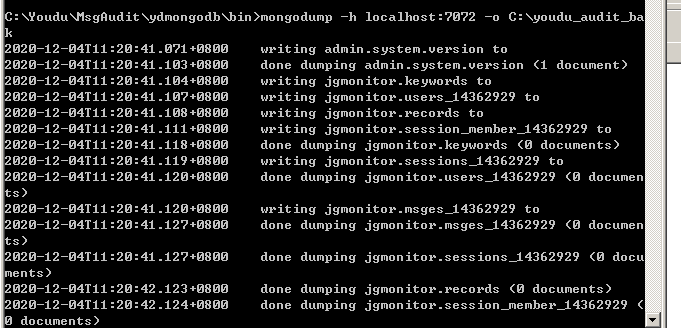 C:\Youdu\MsgAudit\ydmongodb\bin>mongodump -h localhost:7072 -o C:\youdu_audit_ba
k
2020-12-04T11:20:41.071+0800    writing admin.system.version to
2020-12-04T11:20:41.103+0800    done dumping admin.system.version (1 document)
2020-12-04T11:20:41.104+0800    writing jgmonitor.keywords to
2020-12-04T11:20:41.107+0800    writing jgmonitor.users_14362929 to
2020-12-04T11:20:41.108+0800    writing jgmonitor.records to
2020-12-04T11:20:41.111+0800    writing jgmonitor.session_member_14362929 to
2020-12-04T11:20:41.118+0800    done dumping jgmonitor.keywords (0 documents)
2020-12-04T11:20:41.119+0800    writing jgmonitor.sessions_14362929 to
2020-12-04T11:20:41.120+0800    done dumping jgmonitor.users_14362929 (0 documen
ts)
2020-12-04T11:20:41.120+0800    writing jgmonitor.msges_14362929 to
2020-12-04T11:20:41.127+0800    done dumping jgmonitor.msges_14362929 (0 documen
ts)
2020-12-04T11:20:41.127+0800    done dumping jgmonitor.sessions_14362929 (0 docu
ments)
2020-12-04T11:20:42.123+0800    done dumping jgmonitor.records (0 documents)
2020-12-04T11:20:42.124+0800    done dumping jgmonitor.session_member_14362929 (
0 documents)